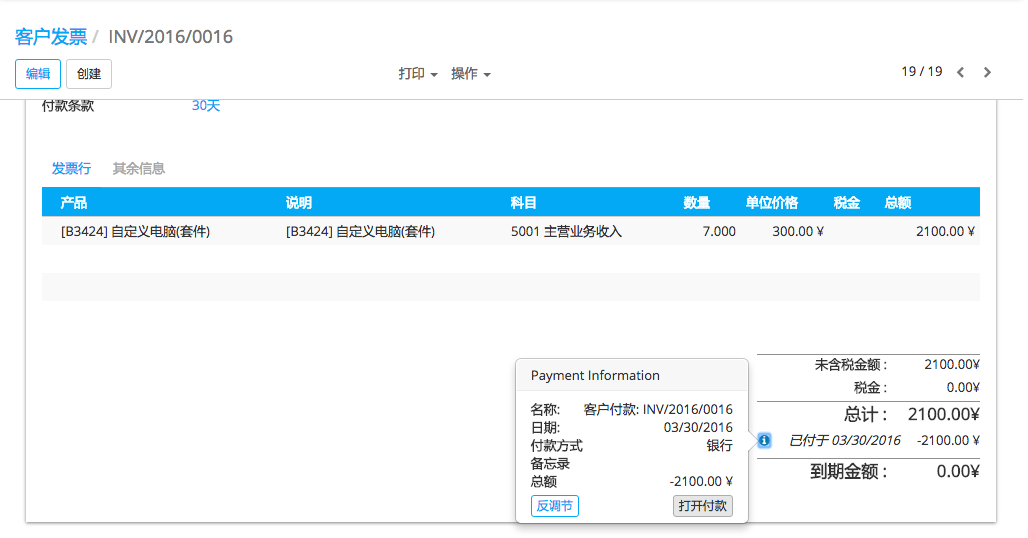 客户发票 / INV/2016/0016
编辑 创建 打印 操作 19 / 19
付款条款 30天
发票行 其余信息
产品 说明 科目 数量 单位价格 税金 总额
[B3424] 自定义电脑(套件) [B3424] 自定义电脑(套件) 5001 主营业务收入 7.000 300.00 ¥ 2100.00 ¥
未含税金额 : 2100.00¥
税金 : 0.00¥
总计 : 2100.00¥
已付于 03/30/2016 -2100.00 ¥
到期金额 : 0.00¥
Payment Information
名称: 客户付款: INV/2016/0016
日期: 03/30/2016
付款方式 银行
备忘录
总额 -2100.00 ¥
反调节 打开付款